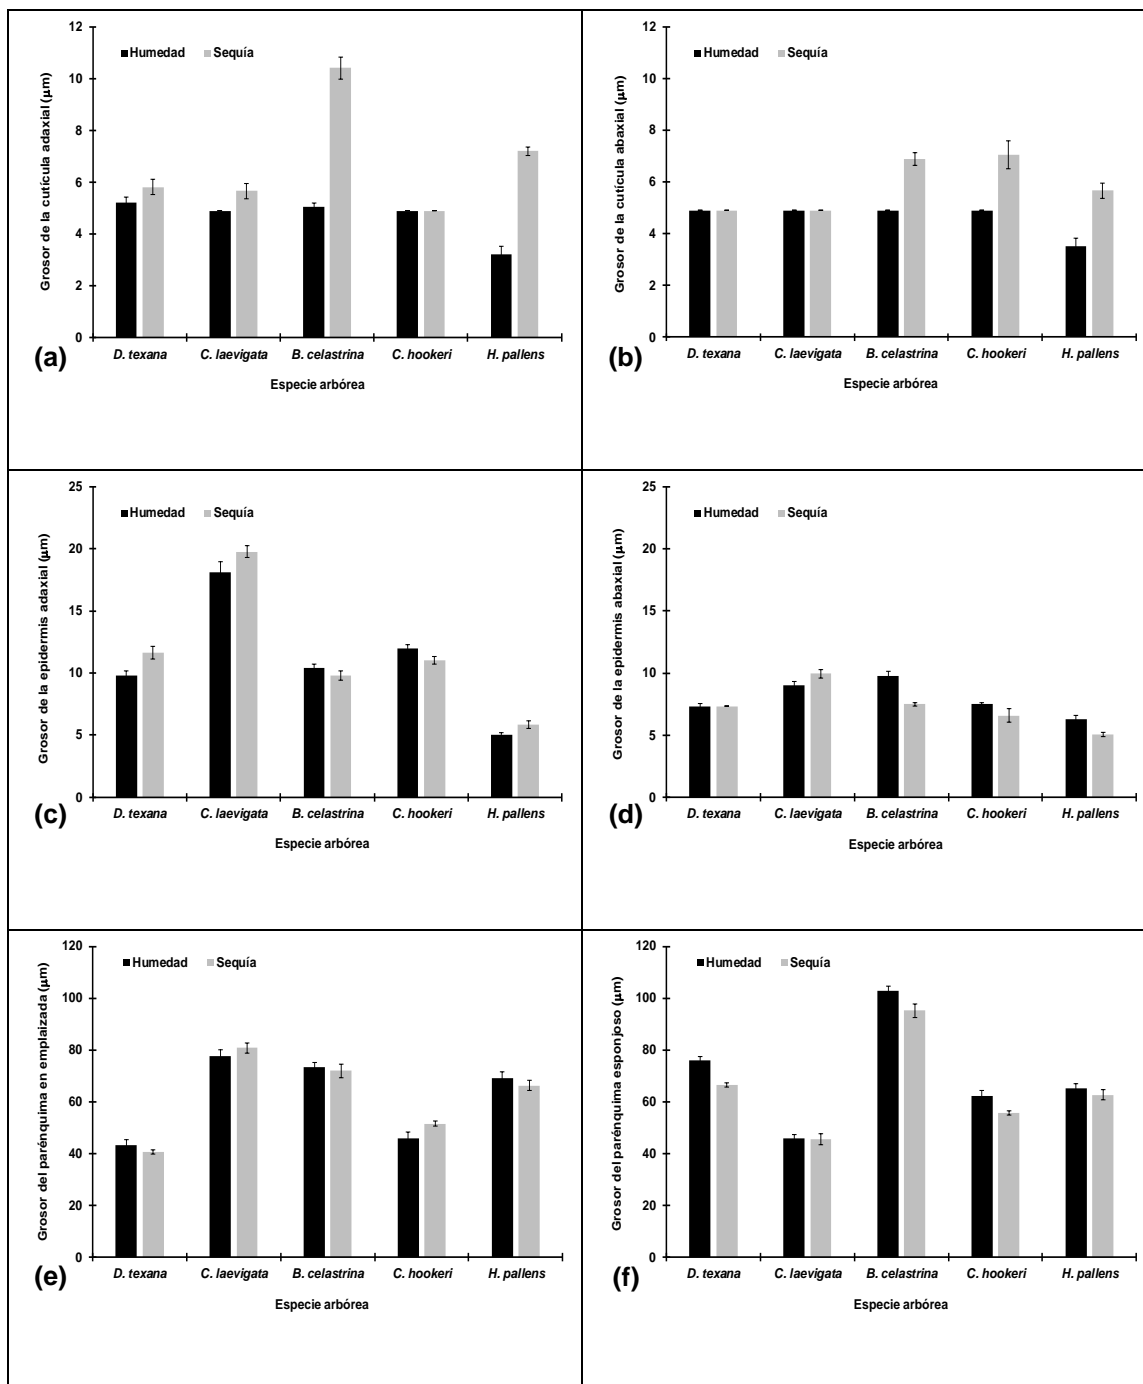 Grosor de la cutícula adaxial (µm)
Humedad Sequía
12
10
8
6
4
2
0
D. texana C. laevigata B. celastrina C. hookeri H. pallens
(a)
Especie arbórea
Grosor de la cutícula abaxial (µm)
Humedad Sequía
12
10
8
6
4
2
0
D. texana C. laevigata B. celastrina C. hookeri H. pallens
(b)
Especie arbórea
Grosor de la epidermis adaxial (µm)
Humedad Sequía
25
20
15
10
5
0
D. texana C. laevigata B. celastrina C. hookeri H. pallens
(c)
Especie arbórea
Grosor de la epidermis abaxial (µm)
Humedad Sequía
25
20
15
10
5
0
D. texana C. laevigata B. celastrina C. hookeri H. pallens
(d)
Especie arbórea
Grosor del parénquima en emplaizada (µm)
Humedad Sequía
120
100
80
60
40
20
0
D. texana C. laevigata B. celastrina C. hookeri H. pallens
(e)
Especie arbórea
Grosor del parénquima esponjoso (µm)
Humedad Sequía
120
100
80
60
40
20
0
D. texana C. laevigata B. celastrina C. hookeri H. pallens
(f)
Especie arbórea